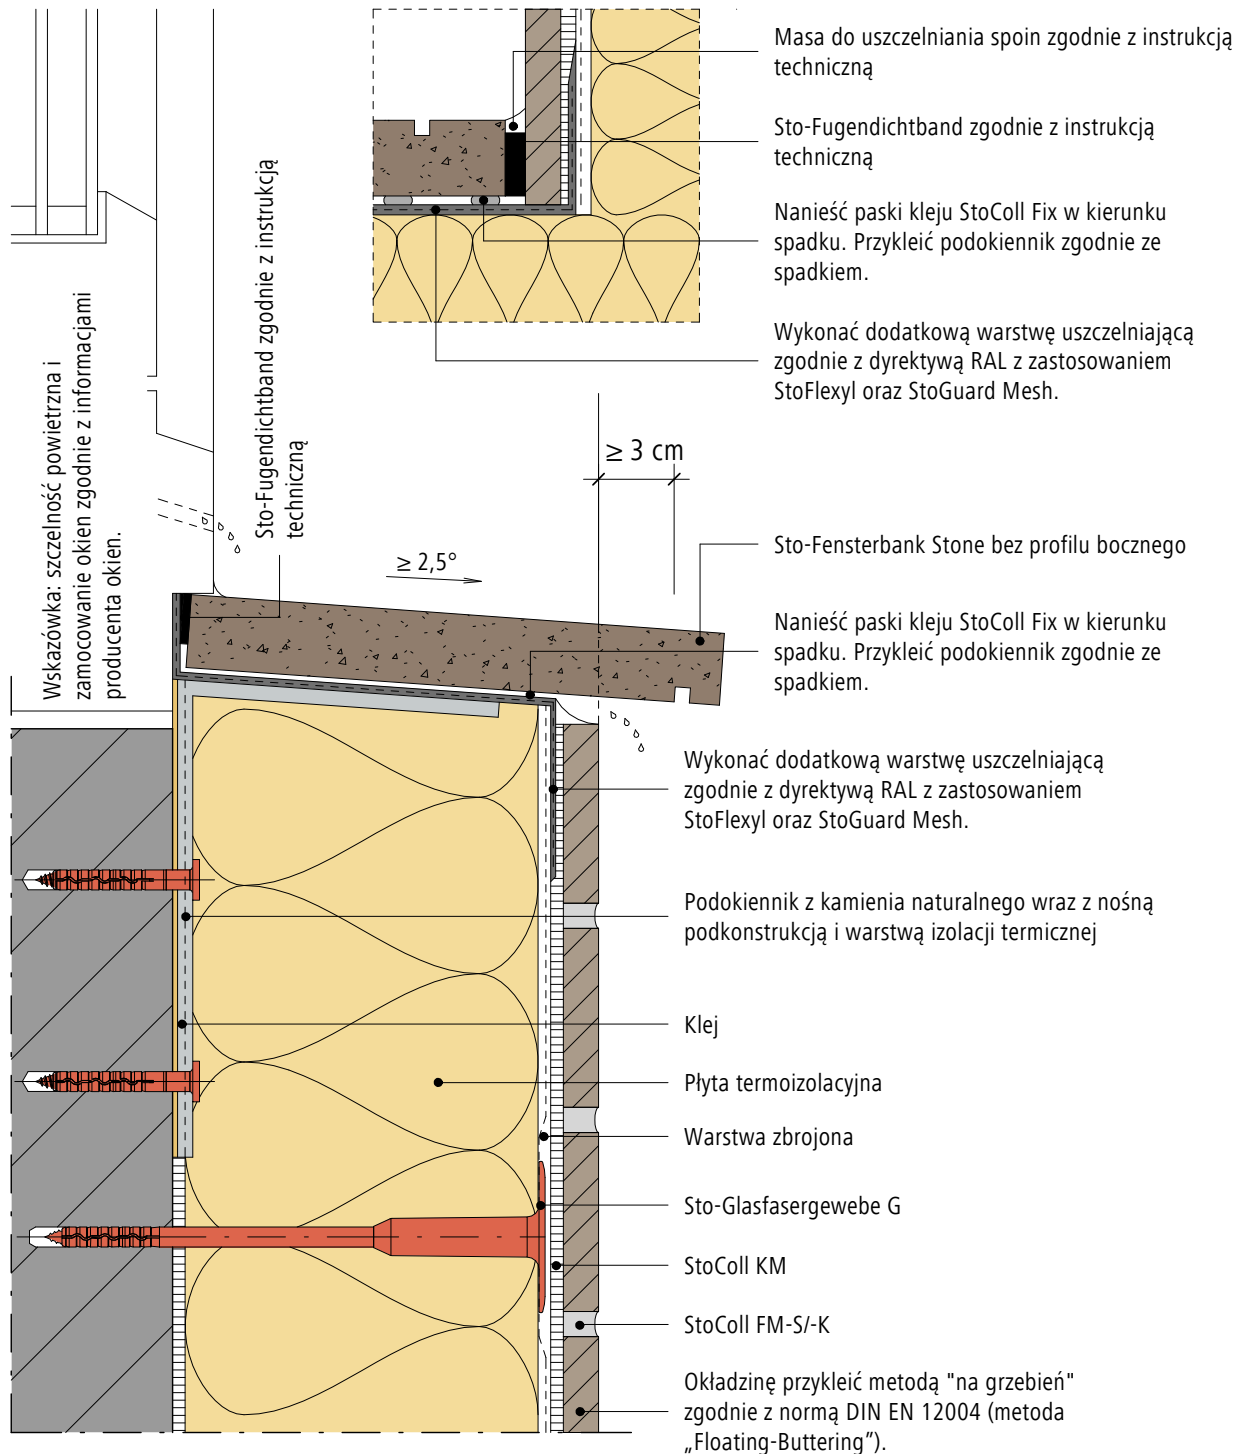 Masa do uszczelniania spoin zgodnie z instrukcją
techniczną
Sto-Fugendichtband zgodnie z instrukcją
techniczną
Nanieść paski kleju StoColl Fix w kierunku
spadku. Przykleić podokiennik zgodnie ze
spadkiem.
Wykonać dodatkową warstwę uszczelniającą
zgodnie z dyrektywą RAL z zastosowaniem
StoFlexyl oraz StoGuard Mesh.
Wskazówka: szczelność powietrzna i
zamocowanie okien zgodnie z informacjami
producenta okien.
Sto-Fugendichtband zgodnie z instrukcją
techniczną
≥ 3 cm
≥ 2,5°
Sto-Fensterbank Stone bez profilu bocznego
Nanieść paski kleju StoColl Fix w kierunku
spadku. Przykleić podokiennik zgodnie ze
spadkiem.
Wykonać dodatkową warstwę uszczelniającą
zgodnie z dyrektywą RAL z zastosowaniem
StoFlexyl oraz StoGuard Mesh.
Podokiennik z kamienia naturalnego wraz z nośną
podkonstrukcją i warstwą izolacji termicznej
Klej
Płyta termoizolacyjna
Warstwa zbrojona
Sto-Glasfasergewebe G
StoColl KM
StoColl FM-S/-K
Okładzinę przykleić metodą "na grzebień"
zgodnie z normą DIN EN 12004 (metoda
„Floating-Buttering”).